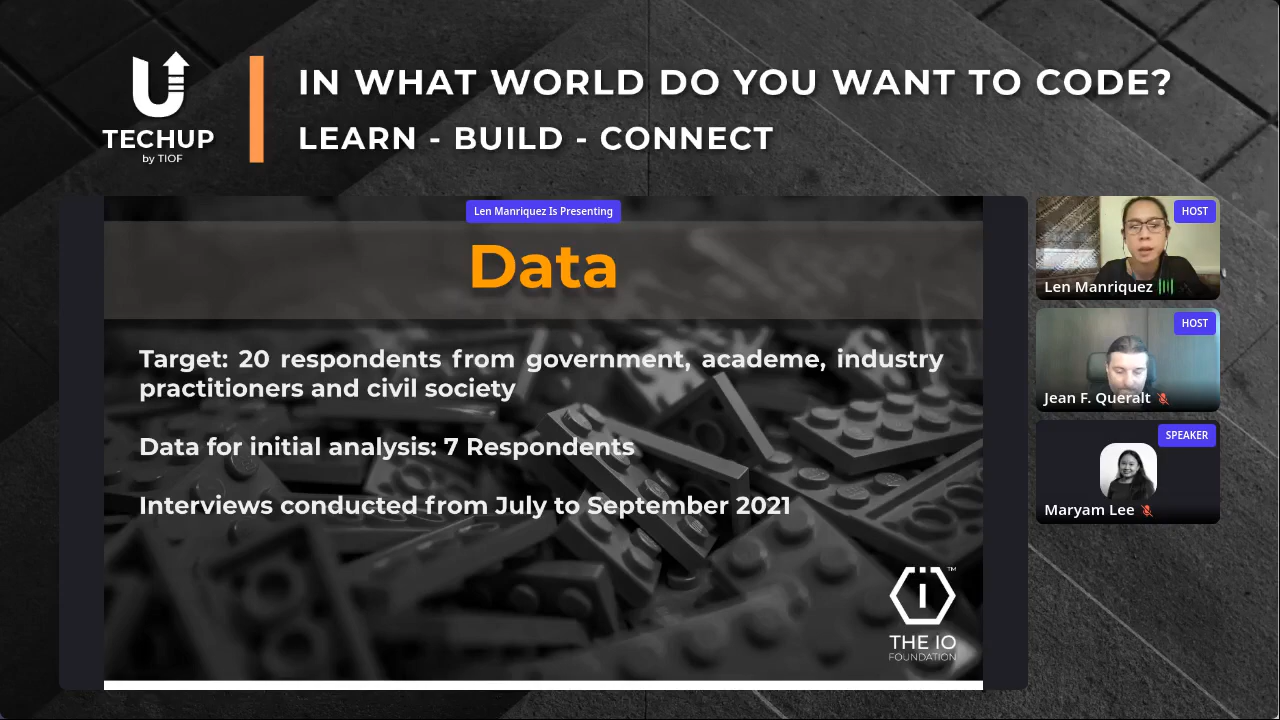 IN WHAT WORLD DO YOU WANT TO CODE?
LEARN - BUILD - CONNECT
TECHUP
by TIOF
Len Manriquez Is Presenting
Data
Target: 20 respondents from government, academe, industry
practitioners and civil society
Data for initial analysis: 7 Respondents
Interviews conducted from July to September 2021
THE IO
FOUNDATION
TM
HOST
Len Manriquez
HOST
Jean F. Queralt
SPEAKER
Maryam Lee